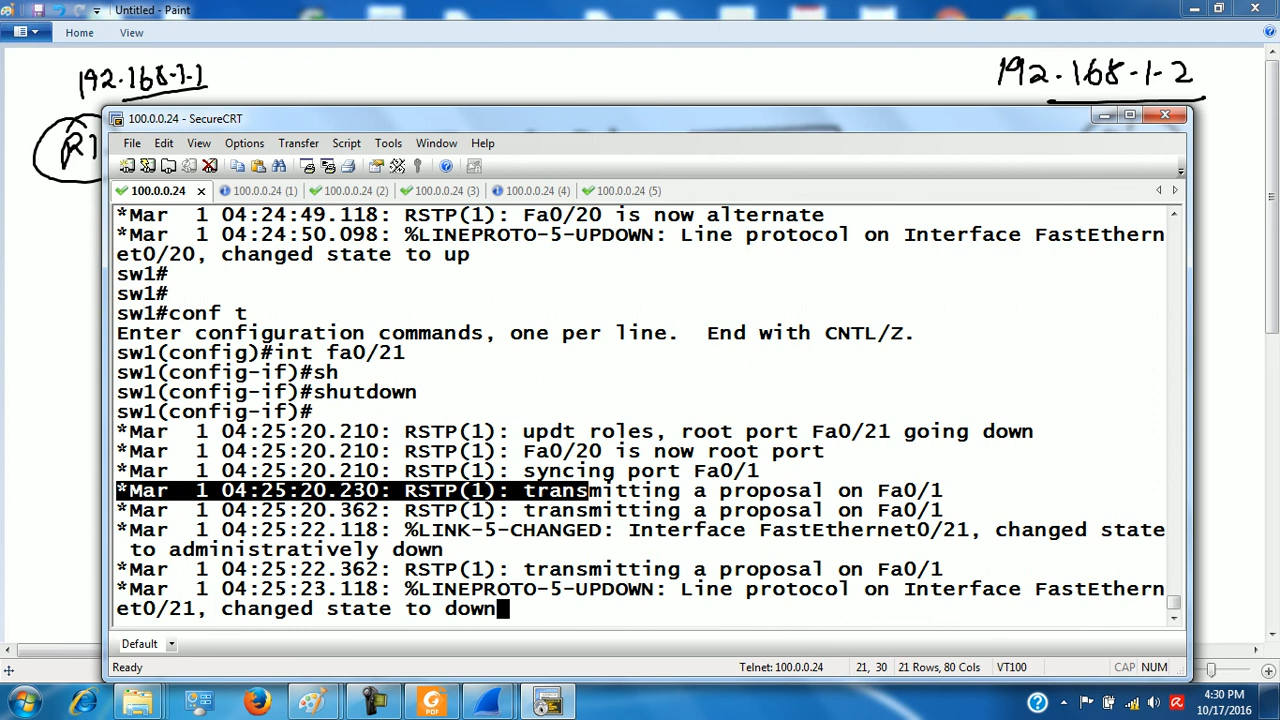 Untitled - Paint
Home View
192.168.1.1
192.168.1.2
R1
100.0.0.24 - SecureCRT
File Edit View Options Transfer Script Tools Window Help
100.0.0.24 100.0.0.24 (1) 100.0.0.24 (2) 100.0.0.24 (3) 100.0.0.24 (4) 100.0.0.24 (5)
*Mar  1 04:24:49.118: RSTP(1): Fa0/20 is now alternate
*Mar  1 04:24:50.098: %LINEPROTO-5-UPDOWN: Line protocol on Interface FastEthern
et0/20, changed state to up
sw1#
sw1#
sw1#conf t
Enter configuration commands, one per line.  End with CNTL/Z.
sw1(config)#int fa0/21
sw1(config-if)#sh
sw1(config-if)#shutdown
sw1(config-if)#
*Mar  1 04:25:20.210: RSTP(1): updt roles, root port Fa0/21 going down
*Mar  1 04:25:20.210: RSTP(1): Fa0/20 is now root port
*Mar  1 04:25:20.210: RSTP(1): syncing port Fa0/1
*Mar  1 04:25:20.230: RSTP(1): transmitting a proposal on Fa0/1
*Mar  1 04:25:20.362: RSTP(1): transmitting a proposal on Fa0/1
*Mar  1 04:25:22.118: %LINK-5-CHANGED: Interface FastEthernet0/21, changed state
 to administratively down
*Mar  1 04:25:22.362: RSTP(1): transmitting a proposal on Fa0/1
*Mar  1 04:25:23.118: %LINEPROTO-5-UPDOWN: Line protocol on Interface FastEthern
et0/21, changed state to down
Default
Ready Telnet: 100.0.0.24 21, 30 21 Rows, 80 Cols VT100 CAP NUM
PDF
4:30 PM
10/17/2016